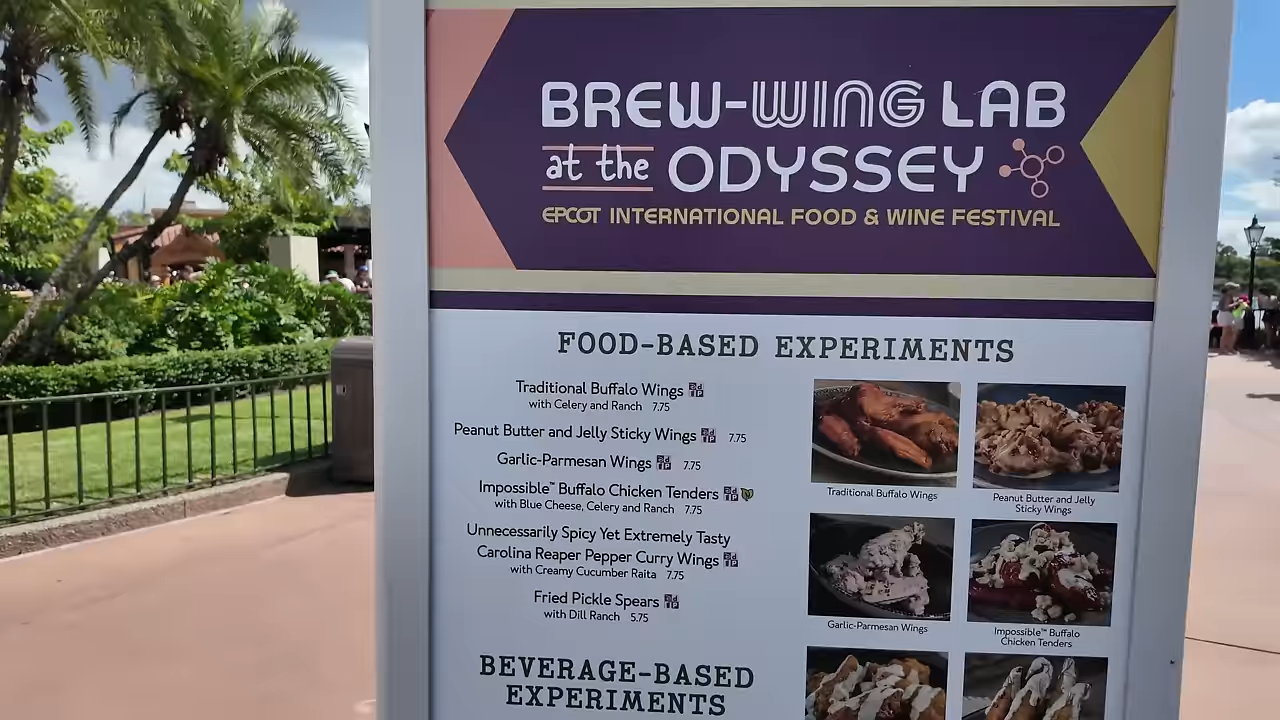 BREW-WING LAB
at the ODYSSEY
EPCOT INTERNATIONAL FOOD & WINE FESTIVAL
FOOD-BASED EXPERIMENTS
Traditional Buffalo Wings
with Celery and Ranch 7.75
Peanut Butter and Jelly Sticky Wings 7.75
Garlic-Parmesan Wings 7.75
Impossible™ Buffalo Chicken Tenders
with Blue Cheese, Celery and Ranch 7.75
Unnecessarily Spicy Yet Extremely Tasty
Carolina Reaper Pepper Curry Wings
with Creamy Cucumber Raita 7.75
Fried Pickle Spears
with Dill Ranch 5.75
Traditional Buffalo Wings
Peanut Butter and Jelly
Sticky Wings
Garlic-Parmesan Wings
Impossible™ Buffalo
Chicken Tenders
BEVERAGE-BASED
EXPERIMENTS